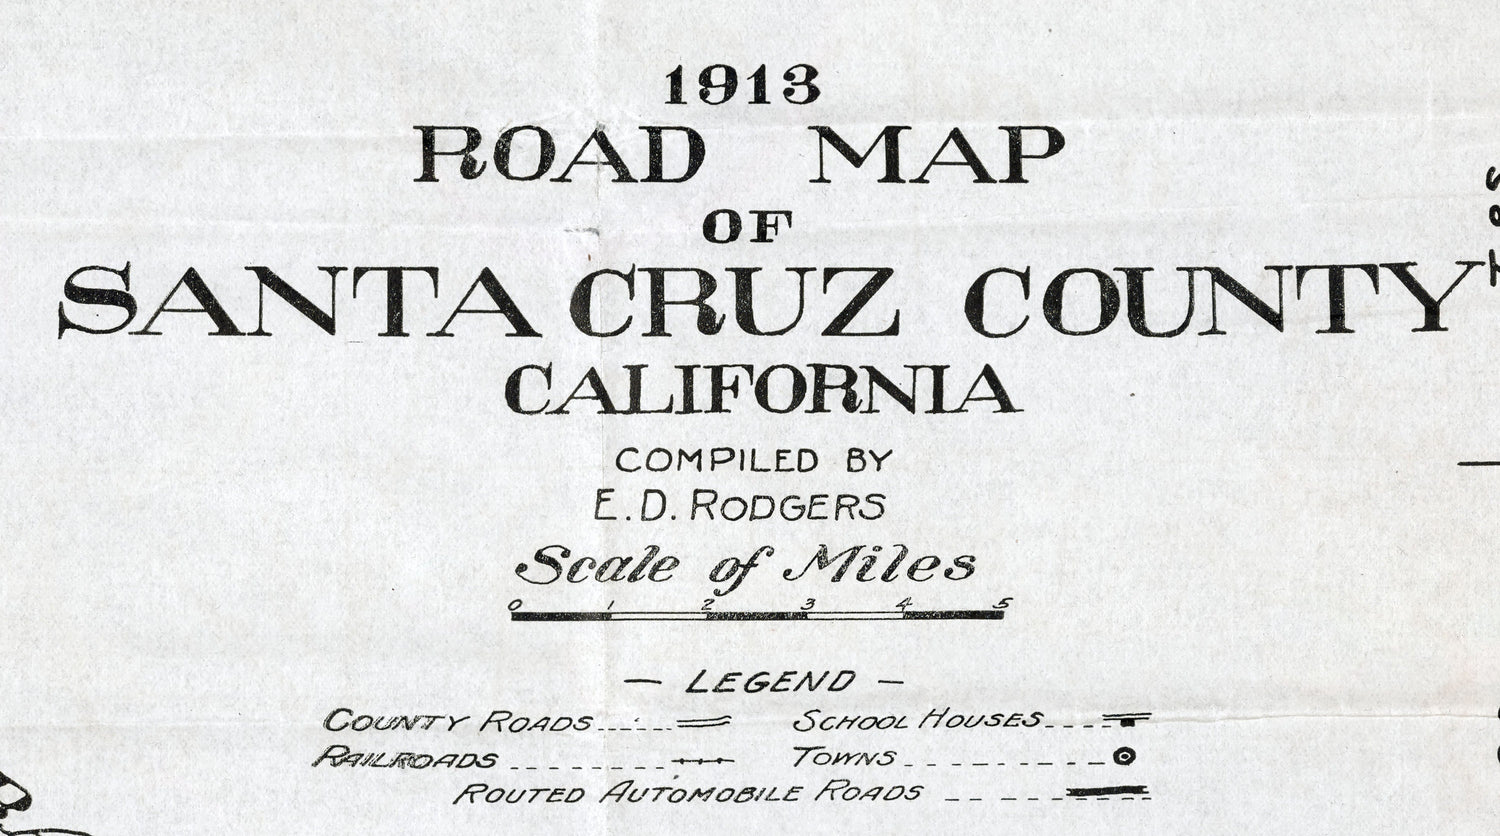 1913
ROAD MAP
OF
SANTA CRUZ COUNTY
CALIFORNIA
COMPILED BY
E.D. RODGERS
Scale of Miles
0 1 2 3 4 5
— LEGEND —
COUNTY ROADS
SCHOOL HOUSES
RAILROADS
TOWNS
ROUTED AUTOMOBILE ROADS